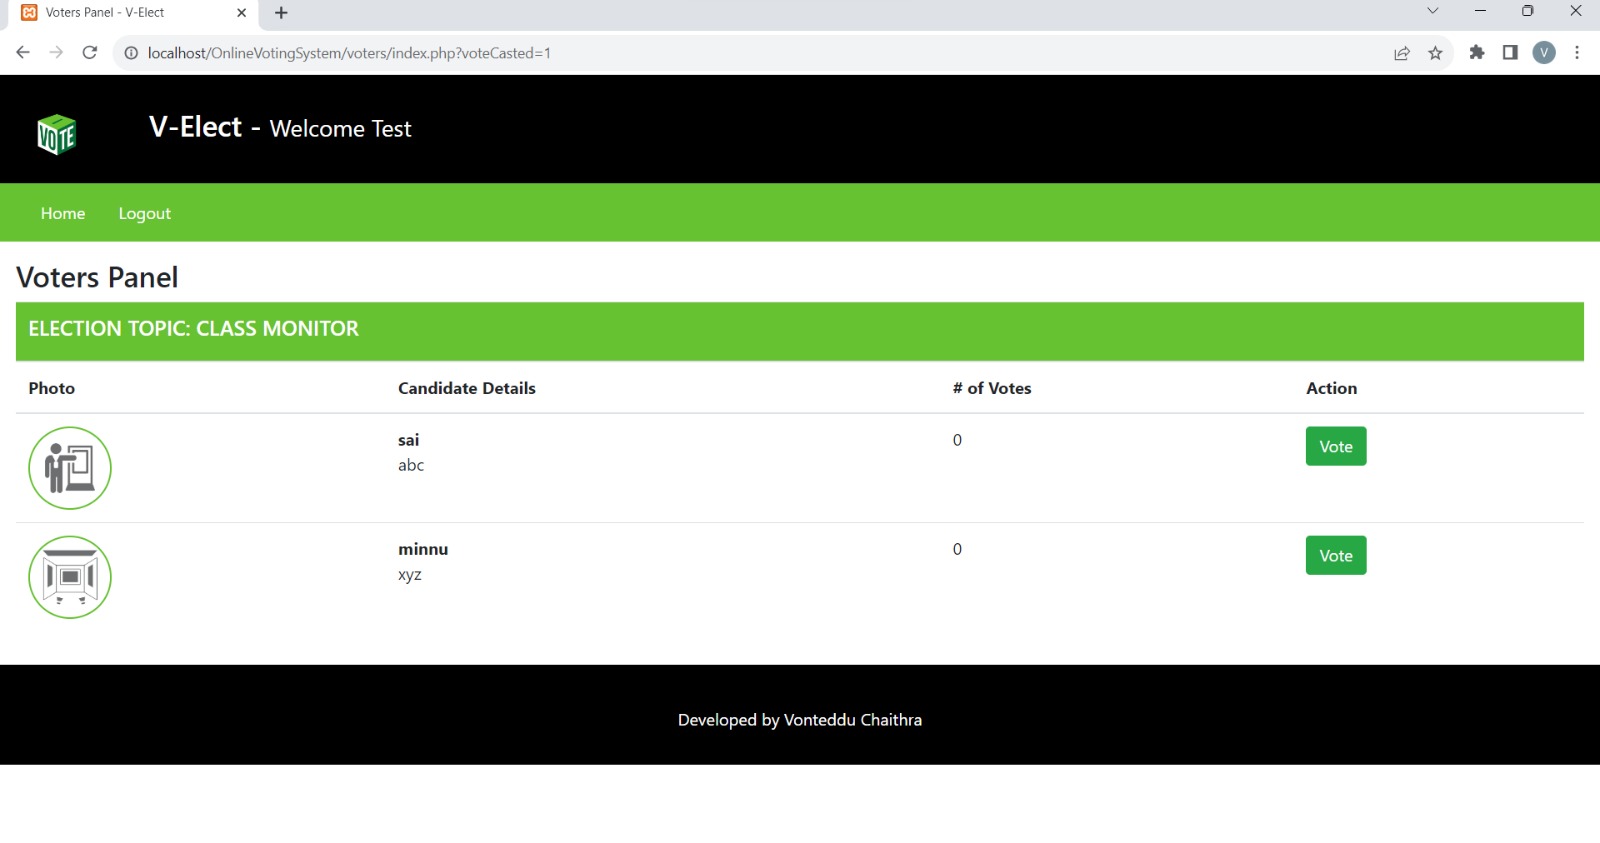 Voters Panel - V-Elect
localhost/OnlineVotingSystem/voters/index.php?voteCasted=1
V
VOTE
V-Elect - Welcome Test
Home Logout
Voters Panel
ELECTION TOPIC: CLASS MONITOR
Photo Candidate Details # of Votes Action
sai 0 Vote
abc
minnu 0 Vote
xyz
Developed by Vonteddu Chaithra